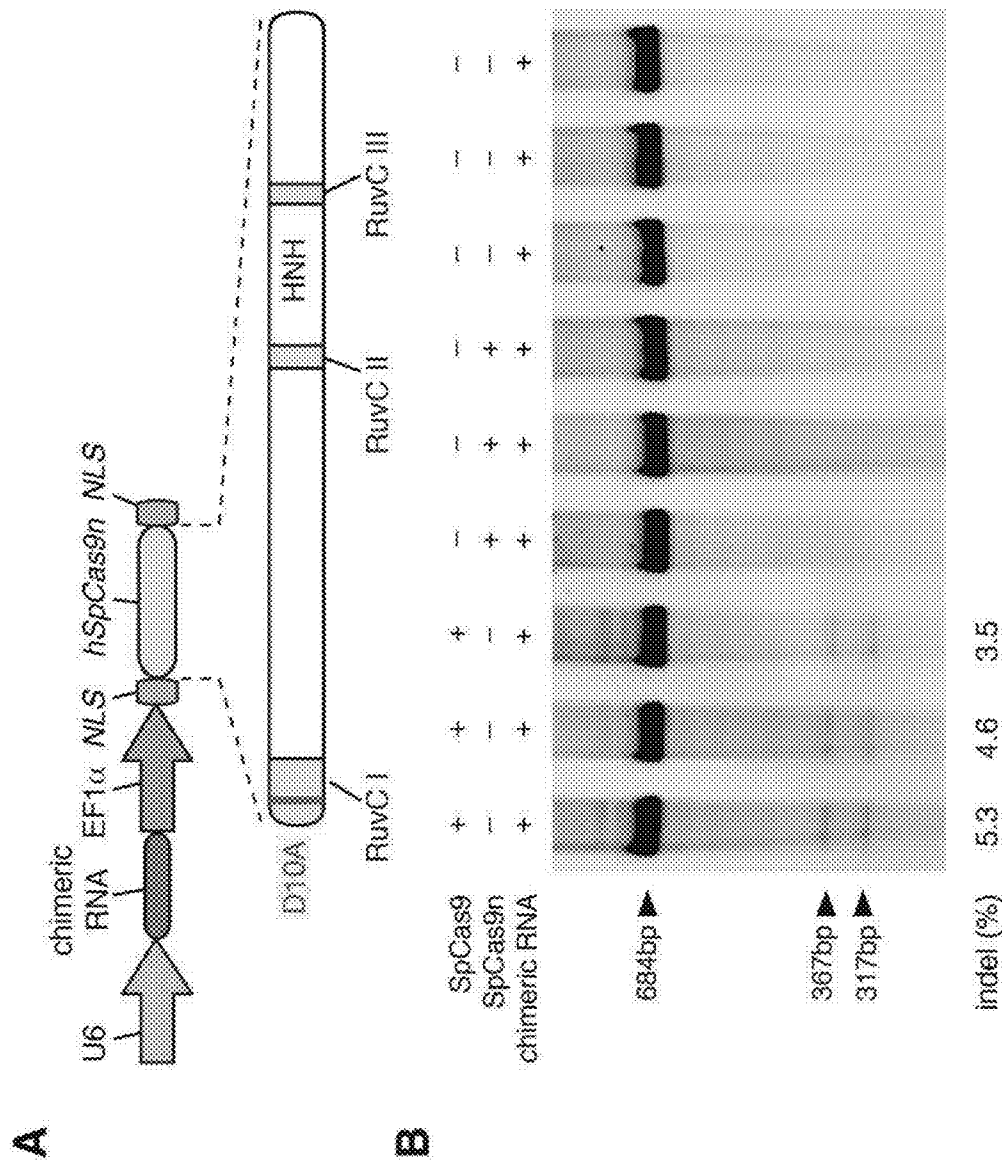 A
U6
chimeric
RNA
EF1α
NLS
hSpCas9n
NLS
D10A
RuvC I
RuvC II
HNH
RuvC III
B
SpCas9 + + + – – – – – –
SpCas9n – – – + + + – – –
chimeric RNA + + + + + + + + +
684bp
367bp
317bp
indel (%) 5.3 4.6 3.5